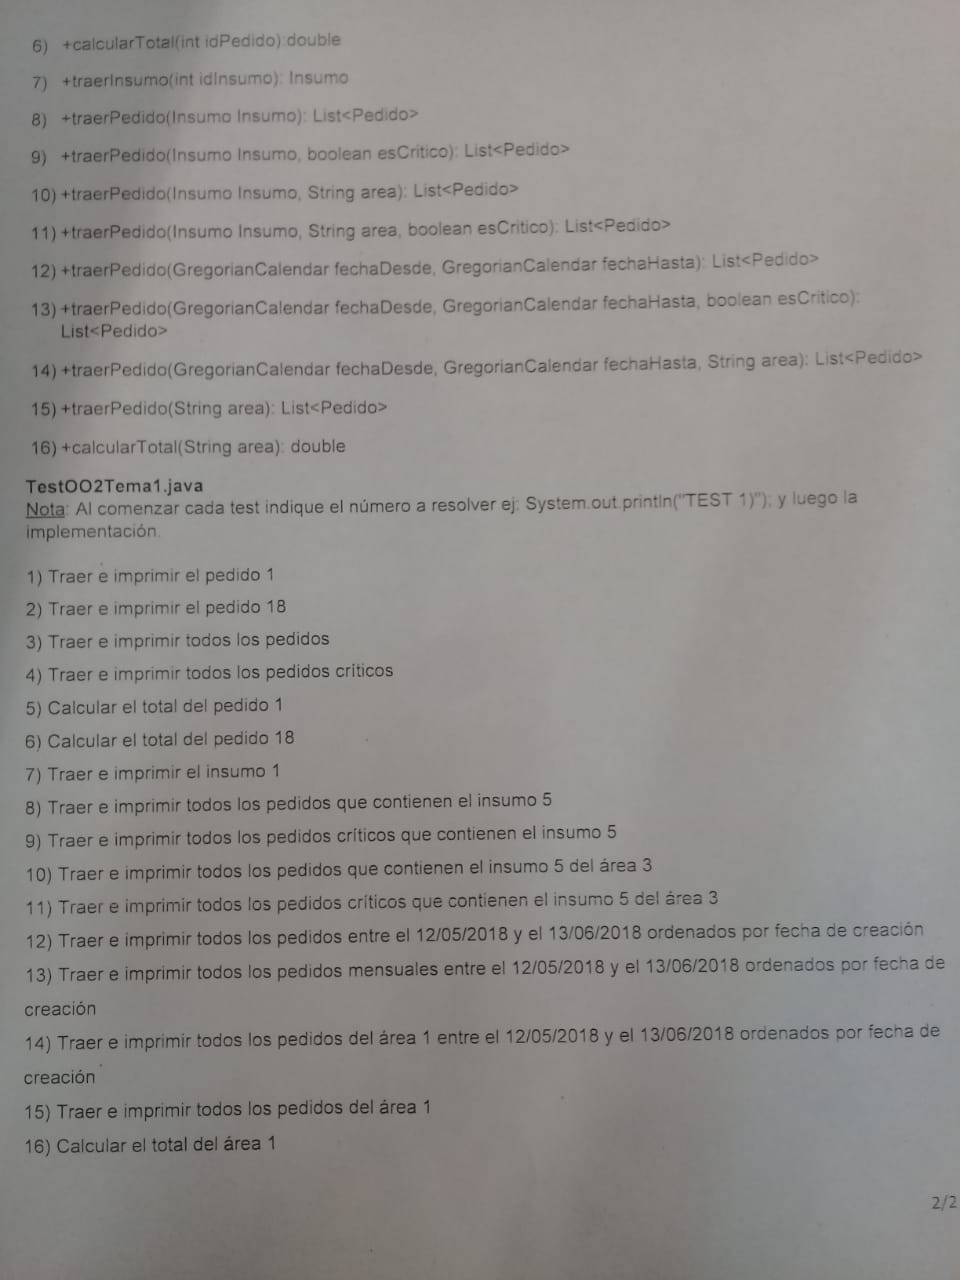 6) +calcularTotal(int idPedido):double
7) +traerInsumo(int idInsumo): Insumo
8) +traerPedido(Insumo Insumo): List<Pedido>
9) +traerPedido(Insumo Insumo, boolean esCritico): List<Pedido>
10) +traerPedido(Insumo Insumo, String area): List<Pedido>
11) +traerPedido(Insumo Insumo, String area, boolean esCritico): List<Pedido>
12) +traerPedido(GregorianCalendar fechaDesde, GregorianCalendar fechaHasta): List<Pedido>
13) +traerPedido(GregorianCalendar fechaDesde, GregorianCalendar fechaHasta, boolean esCritico):
List<Pedido>
14) +traerPedido(GregorianCalendar fechaDesde, GregorianCalendar fechaHasta, String area): List<Pedido>
15) +traerPedido(String area): List<Pedido>
16) +calcularTotal(String area): double
TestOO2Tema1.java
Nota: Al comenzar cada test indique el número a resolver ej: System.out.println("TEST 1)"); y luego la
implementación.
1) Traer e imprimir el pedido 1
2) Traer e imprimir el pedido 18
3) Traer e imprimir todos los pedidos
4) Traer e imprimir todos los pedidos críticos
5) Calcular el total del pedido 1
6) Calcular el total del pedido 18
7) Traer e imprimir el insumo 1
8) Traer e imprimir todos los pedidos que contienen el insumo 5
9) Traer e imprimir todos los pedidos críticos que contienen el insumo 5
10) Traer e imprimir todos los pedidos que contienen el insumo 5 del área 3
11) Traer e imprimir todos los pedidos críticos que contienen el insumo 5 del área 3
12) Traer e imprimir todos los pedidos entre el 12/05/2018 y el 13/06/2018 ordenados por fecha de creación
13) Traer e imprimir todos los pedidos mensuales entre el 12/05/2018 y el 13/06/2018 ordenados por fecha de
creación
14) Traer e imprimir todos los pedidos del área 1 entre el 12/05/2018 y el 13/06/2018 ordenados por fecha de
creación
15) Traer e imprimir todos los pedidos del área 1
16) Calcular el total del área 1
2/2